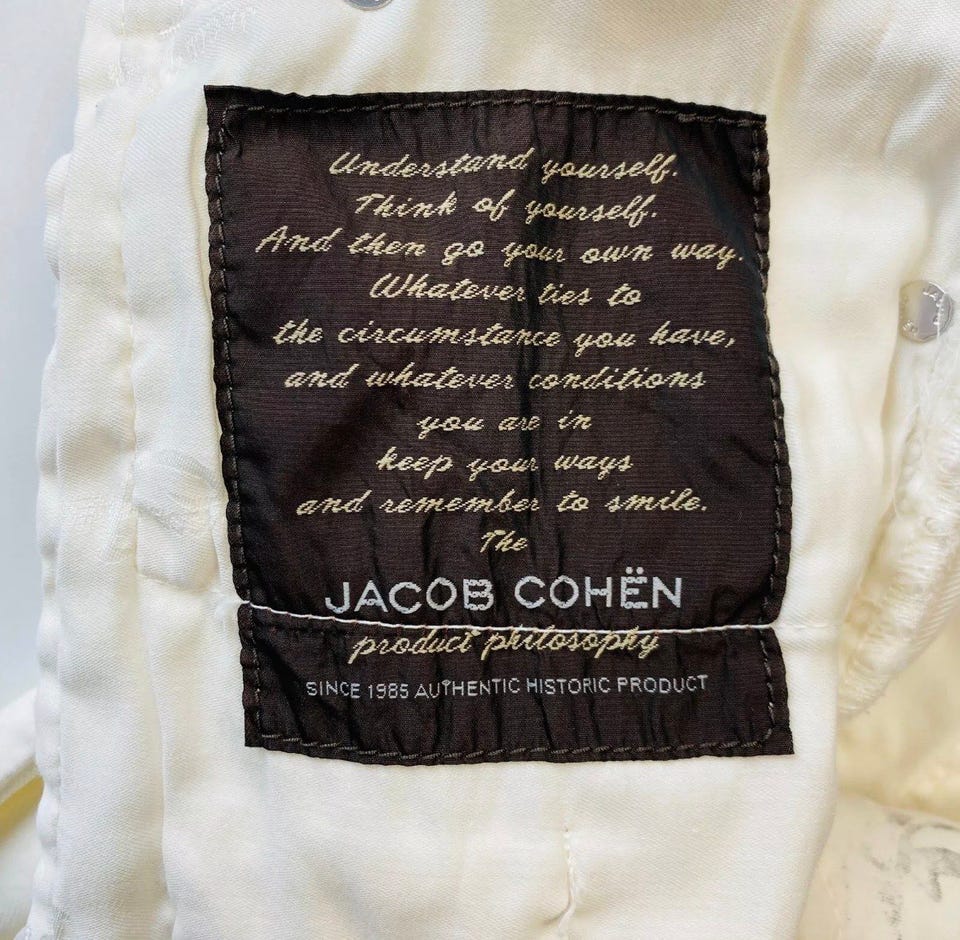 Understand yourself.
Think of yourself.
And then go your own way.
Whatever ties to
the circumstance you have,
and whatever conditions
you are in
keep your ways
and remember to smile.
The
JACOB COHËN
product philosophy
SINCE 1985 AUTHENTIC HISTORIC PRODUCT